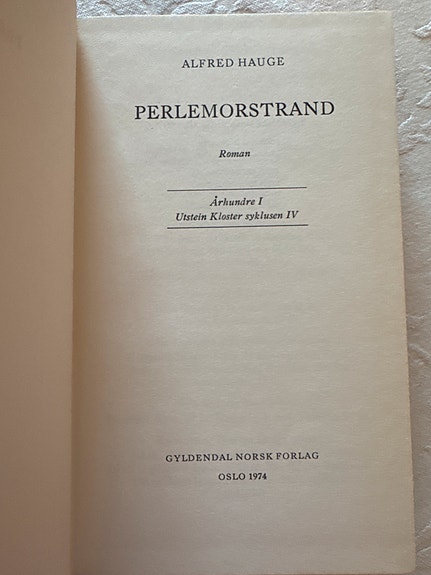 ALFRED HAUGE
PERLEMORSTRAND
Roman
Århundre I
Utstein Kloster syklusen IV
GYLDENDAL NORSK FORLAG
OSLO 1974